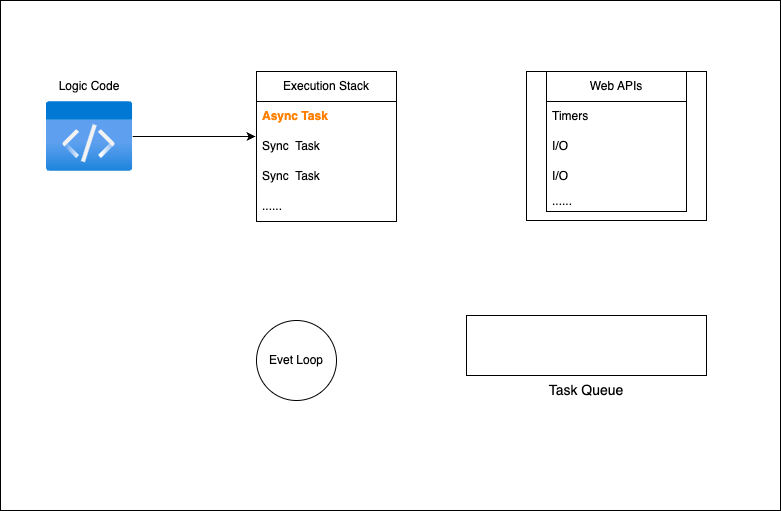 Logic Code
</>
Execution Stack
Async Task
Sync  Task
Sync  Task
......
Web APIs
Timers
I/O
I/O
......
Evet Loop
Task Queue